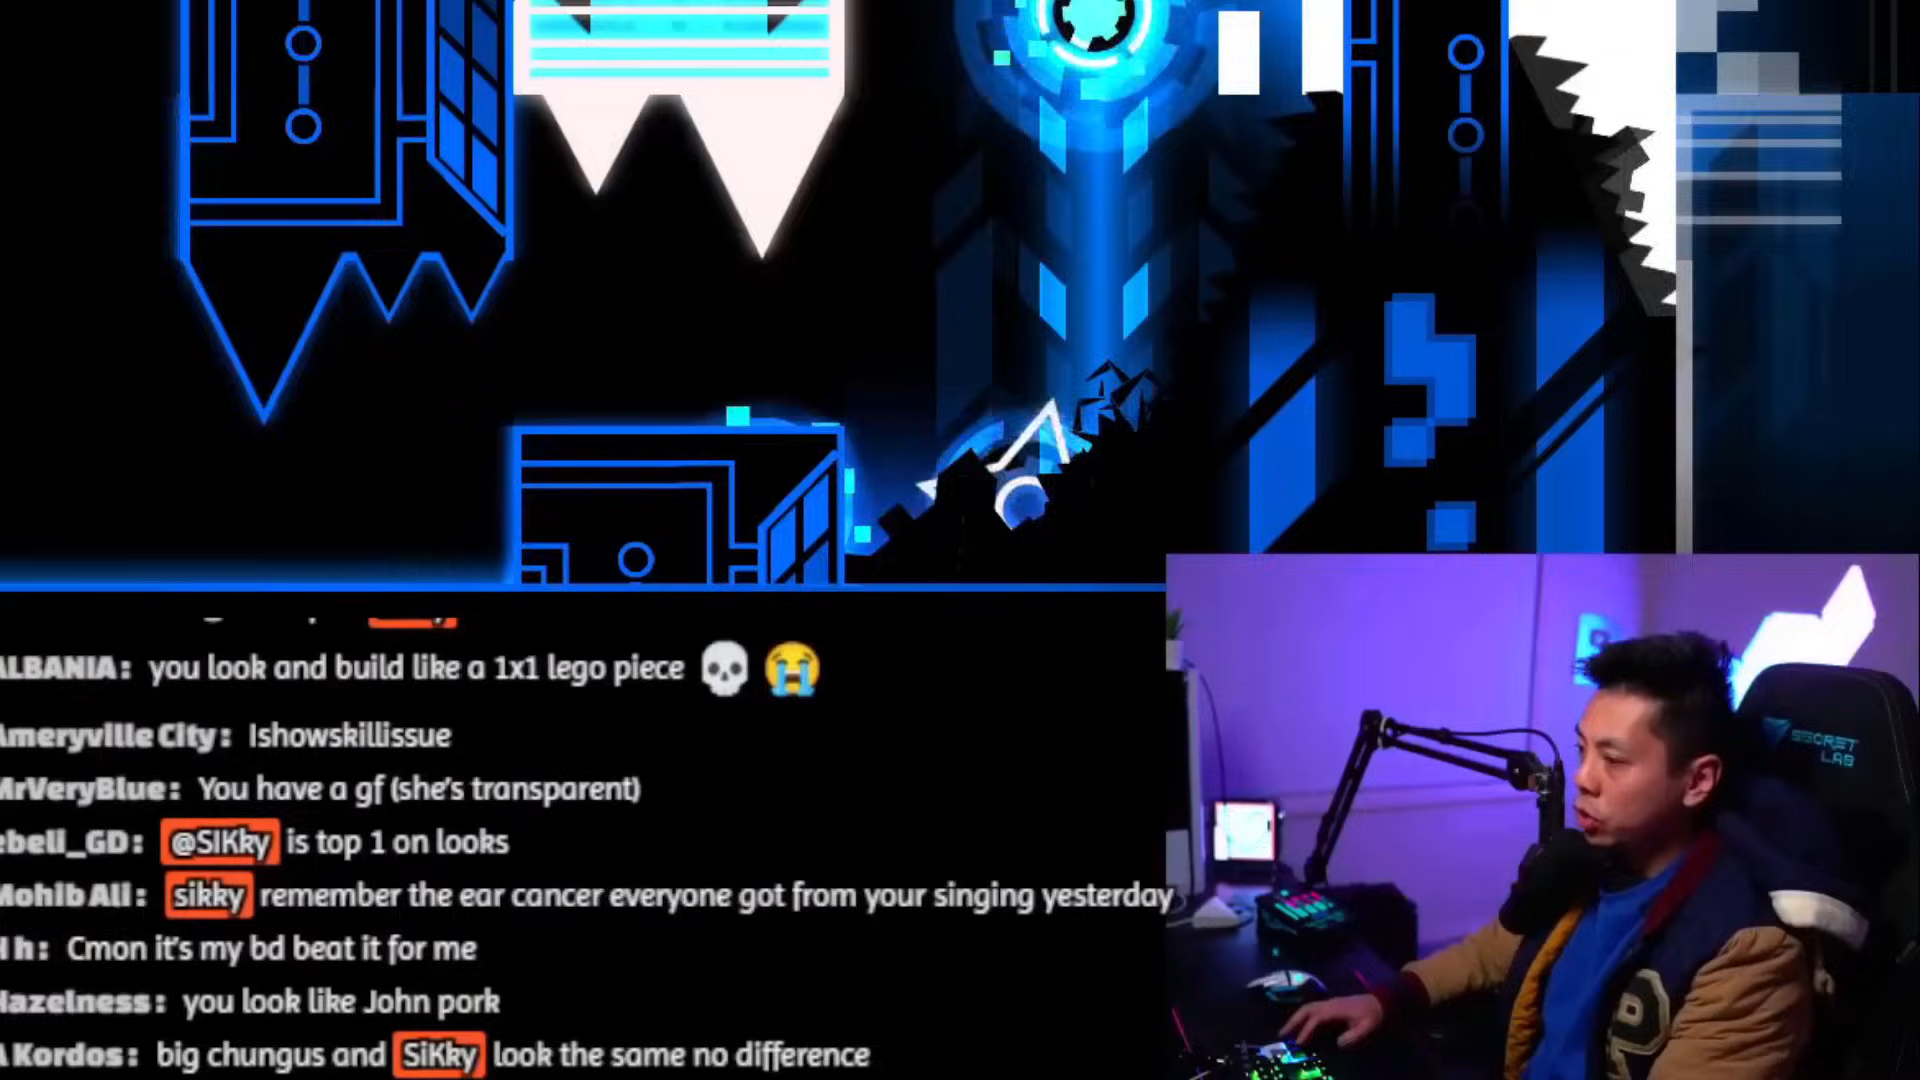 ALBANIA: you look and build like a 1x1 lego piece 💀 😭
Ameryville City: Ishowskillissue
MrVeryBlue: You have a gf (she's transparent)
ebell_GD: @SIKky is top 1 on looks
Mohib Ali: sikky remember the ear cancer everyone got from your singing yesterday
H h: Cmon it's my bd beat it for me
Hazelness: you look like John pork
A Kordos: big chungus and SiKky look the same no difference
SECRET
LAB
P